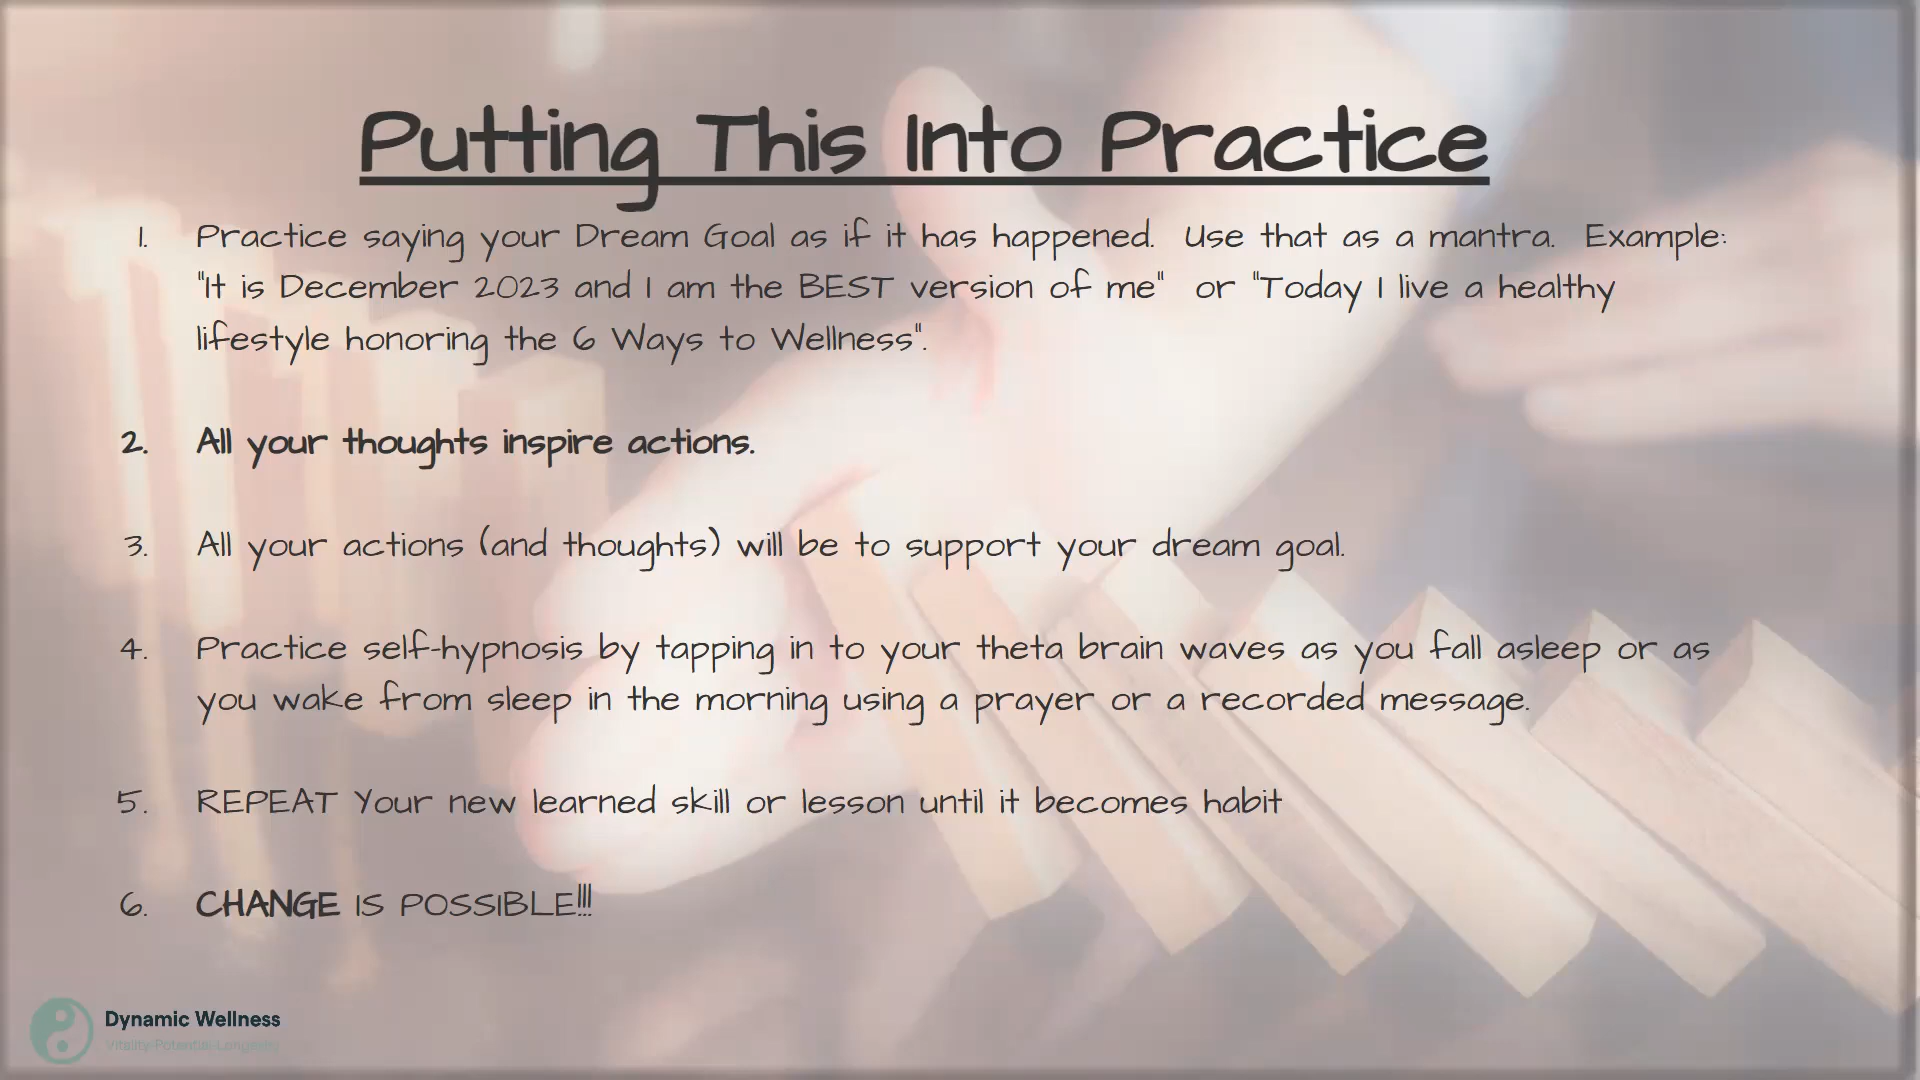 Putting This Into Practice
1. Practice saying your Dream Goal as if it has happened. Use that as a mantra. Example:
"It is December 2023 and I am the BEST version of me" or "Today I live a healthy
lifestyle honoring the 6 Ways to Wellness".
2. All your thoughts inspire actions.
3. All your actions (and thoughts) will be to support your dream goal.
4. Practice self-hypnosis by tapping in to your theta brain waves as you fall asleep or as
you wake from sleep in the morning using a prayer or a recorded message.
5. REPEAT Your new learned skill or lesson until it becomes habit
6. CHANGE IS POSSIBLE!!!
Dynamic Wellness
Vitality-Potential-Longevity